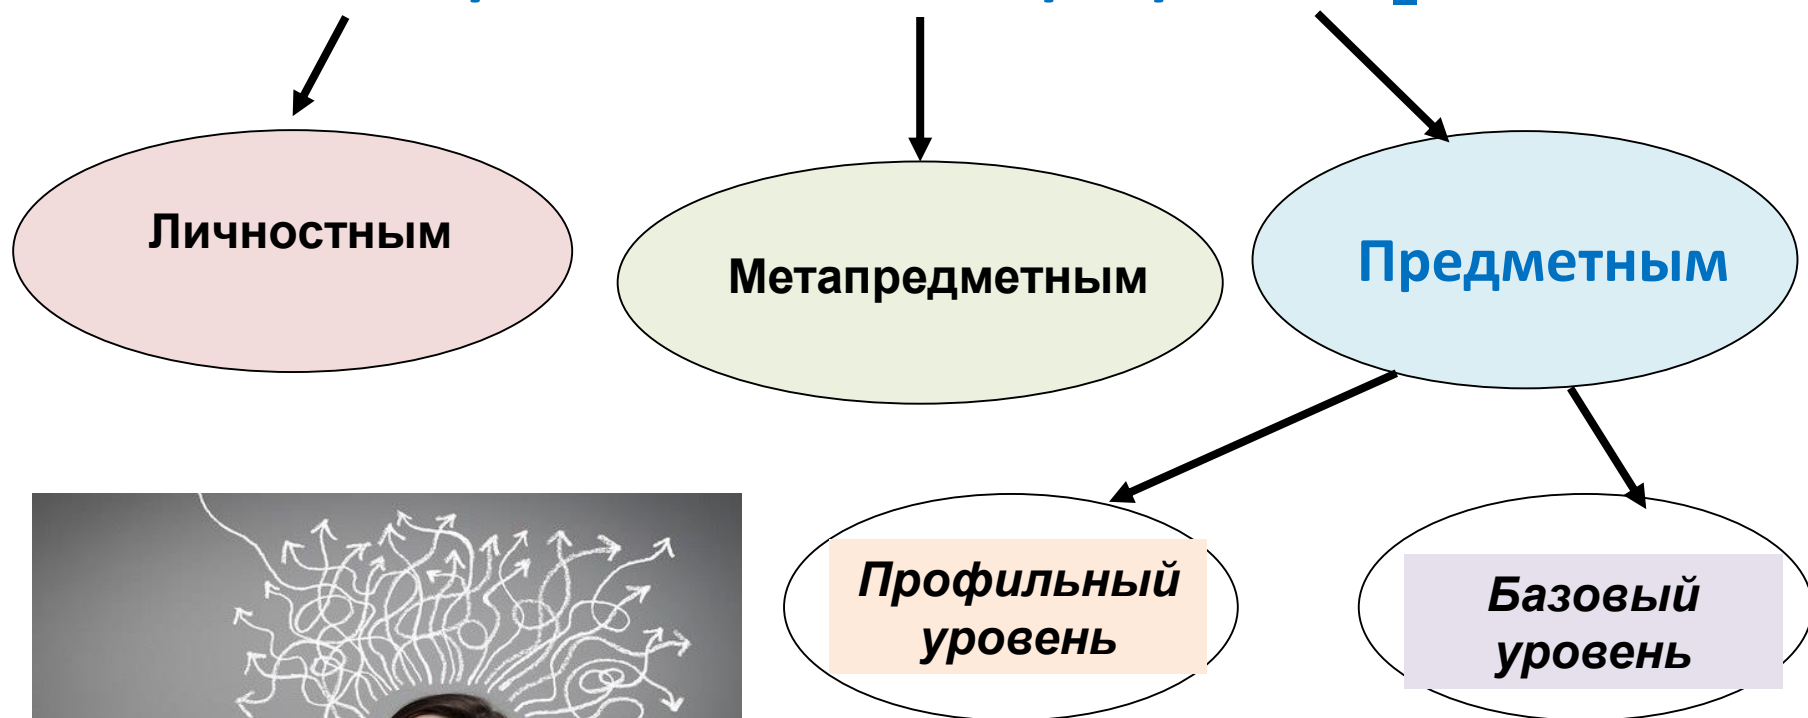 Личностным
Метапредметным
Предметным
Профильный
уровень
Базовый
уровень